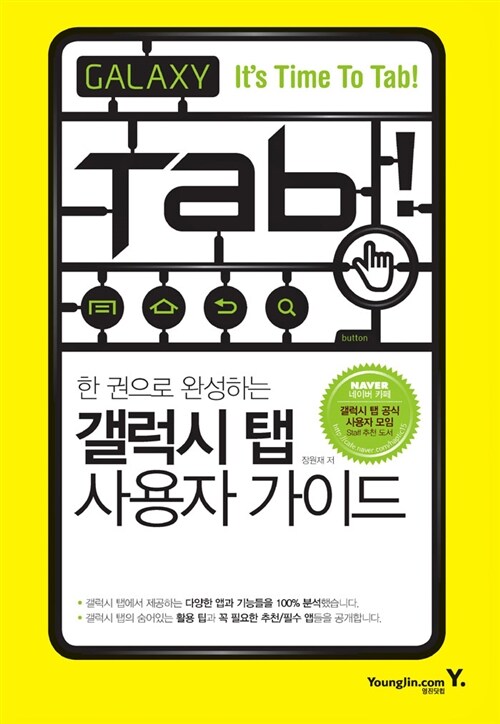 GALAXY It's Time To Tab!
Tab!
button
한 권으로 완성하는
갤럭시 탭
장원재 저
사용자 가이드
NAVER
네이버 카페
갤럭시 탭 공식
사용자 모임
Staff 추천 도서
• 갤럭시 탭에서 제공하는 다양한 앱과 기능들을 100% 분석했습니다.
• 갤럭시 탭의 숨어있는 활용 팁과 꼭 필요한 추천/필수 앱들을 공개합니다.
YoungJin.com Y.
영진닷컴